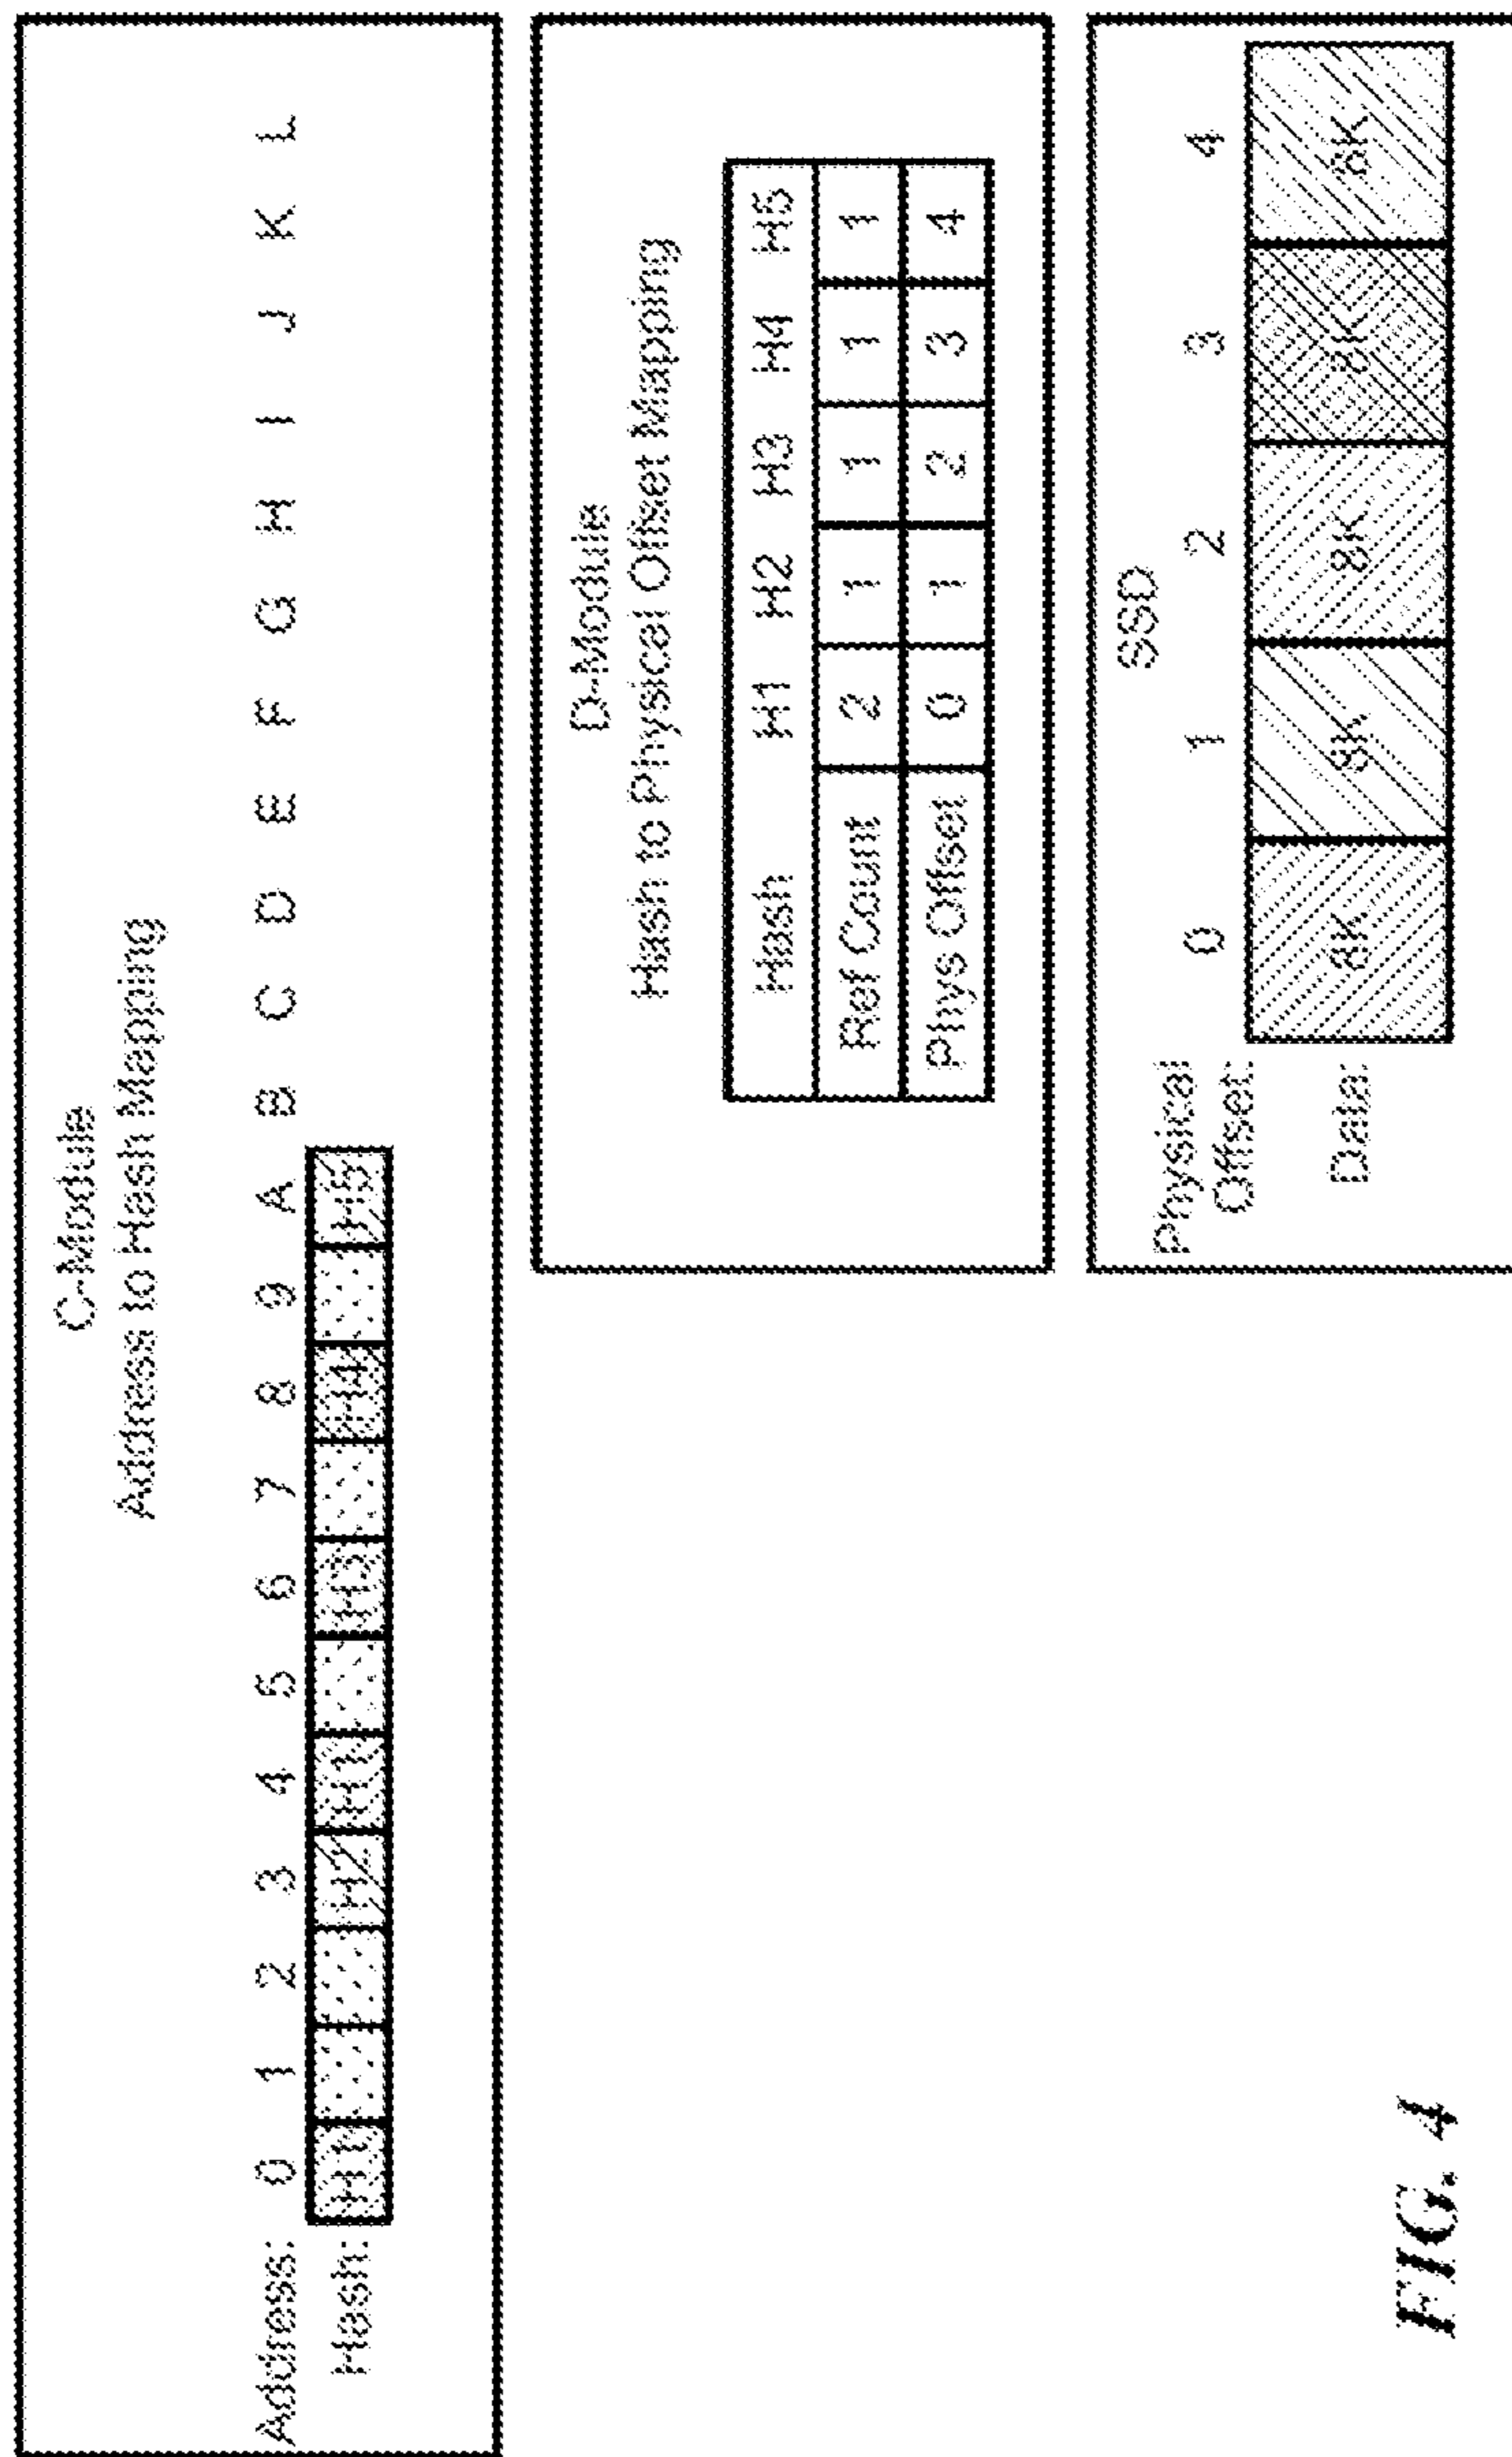 C-Module
Address to Hash Mapping
Address: 0 1 2 3 4 5 6 7 8 9 A B C D E F G H I J K L
Hash: H1 H2 H1 H3 H4 H5
D-Module
Hash to Physical Offset Mapping
Hash H1 H2 H3 H4 H5
Ref Count 2 1 1 1 1
Phys Offset 0 1 2 3 4
SSD
Physical
Offset: 0 1 2 3 4
Data: 8K 8K 8K 8K 8K
FIG. 4